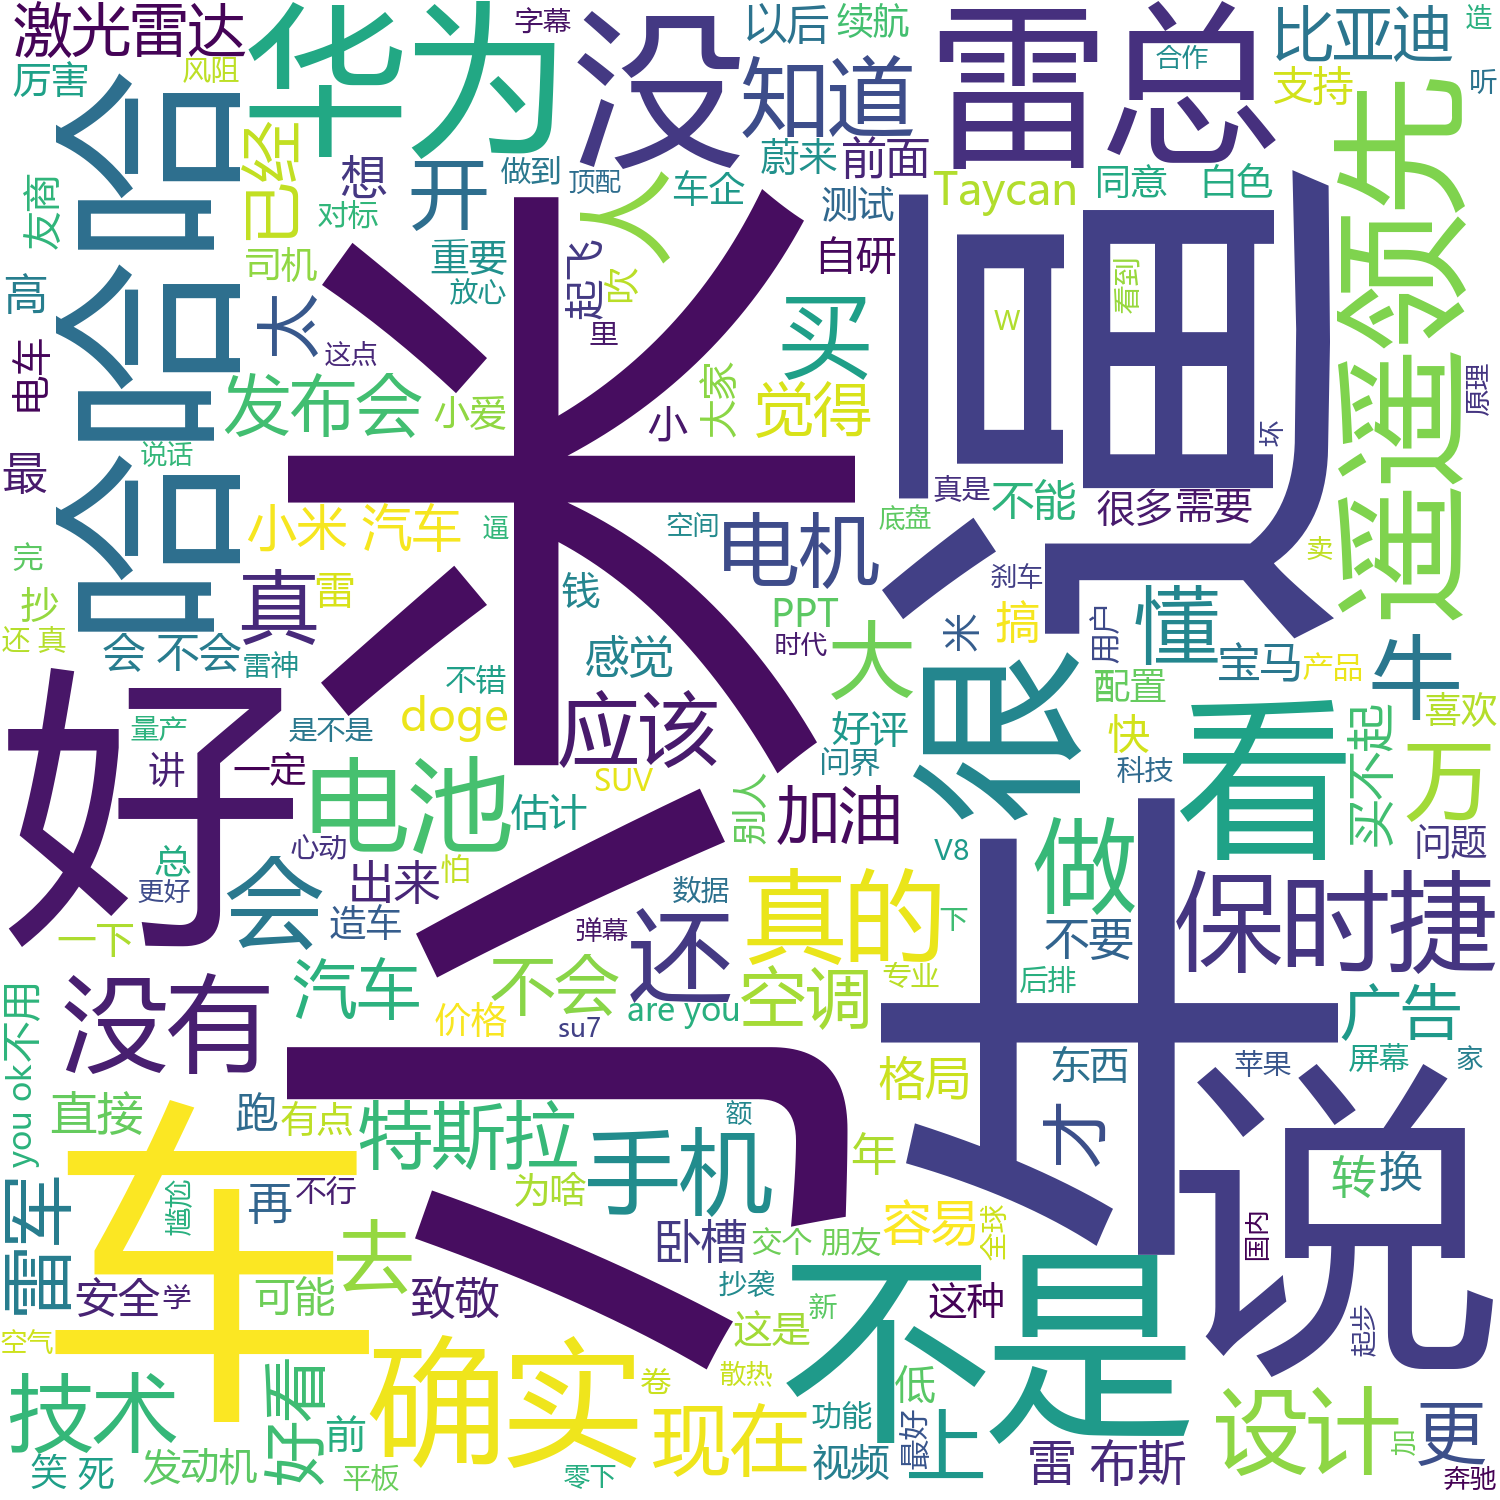 激光雷达
华为
字幕
没
以后
续航
雷总
合作
比亚迪
造
厉害
风阻
哈哈哈
知道
支持
听
遥遥领先
已经
想
开
做到
顶配
人
车企
蔚来
前面
Taycan
同意
白色
友商
对标
测试
小米
温
司机
重要
放心
起飞
吹
里
自研
看到
W
高
太
这点
买
电车
发布会
小爱
小
大家
觉得
原理
坏
最
说话
小米 汽车
逼
空间
电机
底盘
真是
不能
很多
需要
完
抄
真
雷
钱
PPT
时代
刹车
搞
米
用户
懂
卖
还 真
会 不会
雷神
感觉
大
宝马
产品
牛
好
不错
doge
应该
好评
问界
很
配置
快
科技
看
买不起
喜欢
万
量产
是不是
讲
一定
电池
SUV
估计
别人
加油
V8
做
问题
总
更好
会
心动
出来
怕
数据
弹幕
还
真的
下
不要
保时捷
一下
造车
汽车
不会
空调
专业
后排
牛
没有
价格
su7
are you
广告
you ok
不用
直接
跑
有点
特斯拉
额
手机
年
格局
东西
苹果
屏幕
家
才
说
车
尴尬
再
不行
为啥
卧槽
交个 朋友
容易
全球
国内
转
换
雷军
安全
学
可能
去
致敬
抄袭
这是
新
不是
这种
起步
空气
技术
好看
前
确实
卷
散热
现在
功能
低
设计
加
更
笑 死
发动机
平板
零下
视频
最好
上
雷 布斯
奔驰